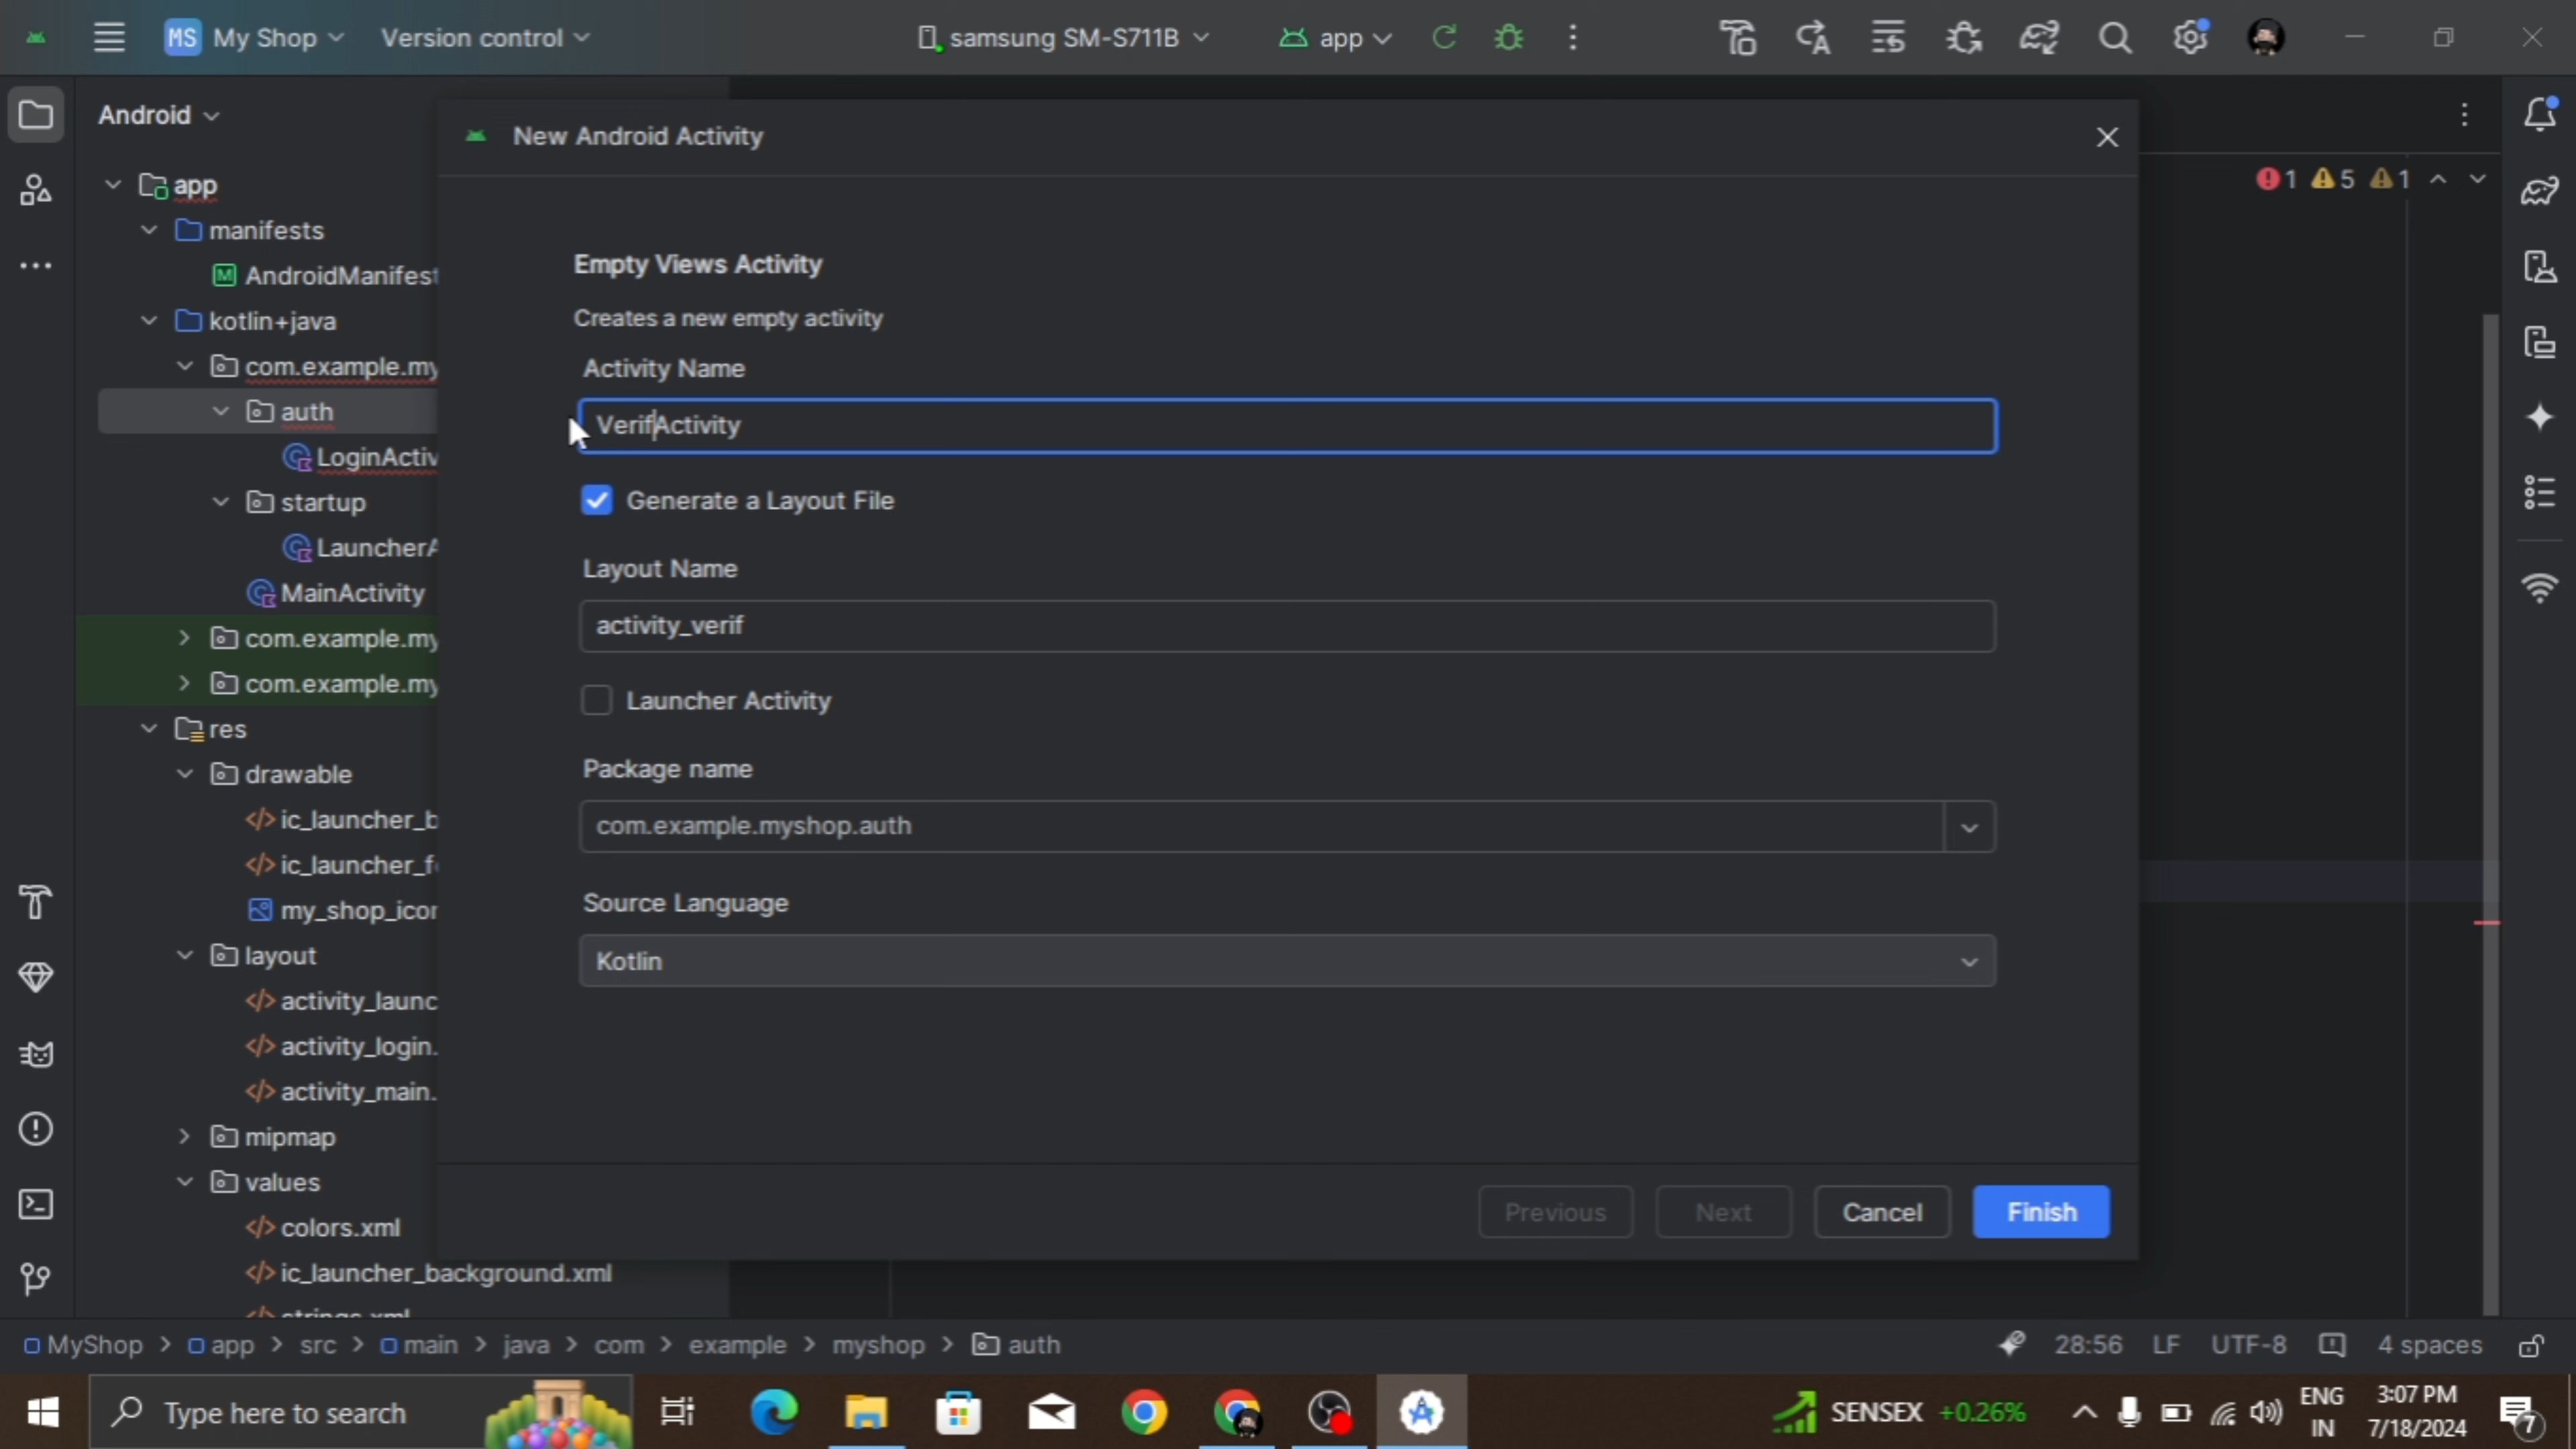 MS My Shop Version control samsung SM-S711B app
Android
New Android Activity
app
1 5 1
manifests
AndroidManifest
Empty Views Activity
Creates a new empty activity
kotlin+java
com.example.my
Activity Name
auth
VerifActivity
LoginActiv
Generate a Layout File
startup
LauncherA
Layout Name
MainActivity
activity_verif
com.example.my
com.example.my
Launcher Activity
res
Package name
drawable
ic_launcher_b
com.example.myshop.auth
ic_launcher_f
Source Language
my_shop_icon
layout
Kotlin
activity_launc
activity_login.
activity_main.
mipmap
values
Previous Next Cancel Finish
colors.xml
ic_launcher_background.xml
strings.xml
MyShop > app > src > main > java > com > example > myshop > auth
28:56 LF UTF-8 4 spaces
Type here to search
SENSEX +0.26%
ENG
IN
3:07 PM
7/18/2024
7